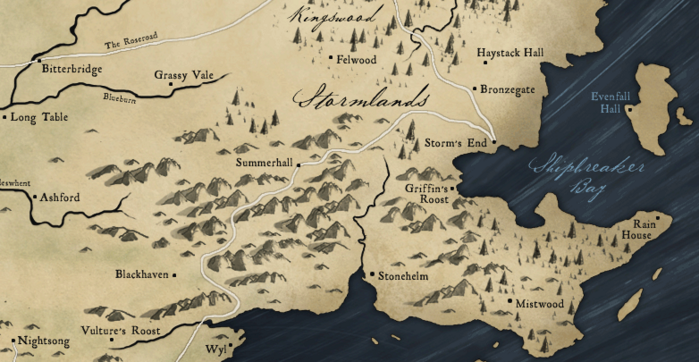 Kingswood
The Roseroad
Haystack Hall
Felwood
Bitterbridge
Grassy Vale
Bronzegate
Blueburn
Stormlands
Evenfall
Hall
Long Table
Storm's End
Summerhall
Shipbreaker
Bay
Griffin's
Roost
Ashford
Rain
House
Blackhaven
Stonehelm
Mistwood
Vulture's Roost
Nightsong
Wyl